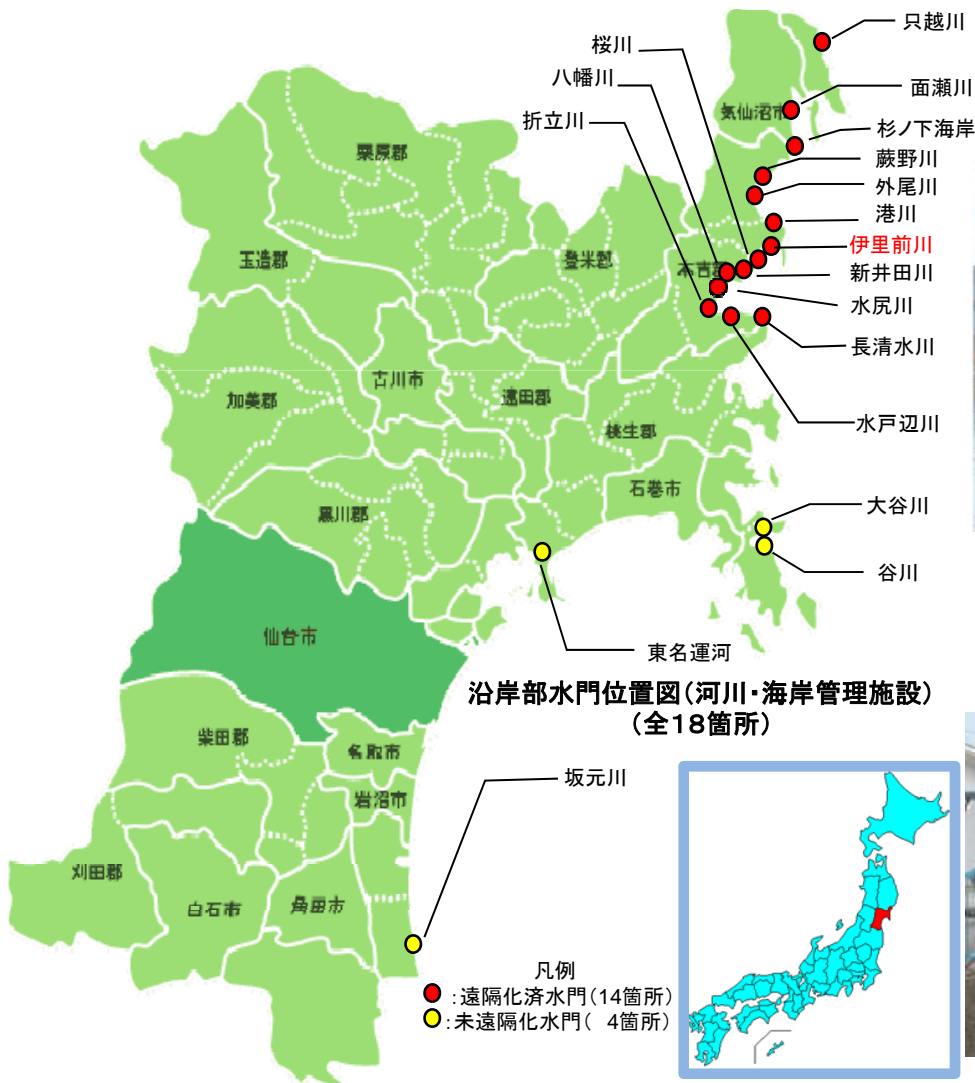 只越川
桜川
面瀬川
八幡川
気仙沼市
折立川
杉ノ下海岸
栗原郡
蕨野川
外尾川
港川
伊里前川
玉造郡
登米郡
本吉郡
新井田川
水尻川
長清水川
古川市
加美郡
遠田郡
水戸辺川
桃生郡
石巻市
大谷川
黒川郡
谷川
仙台市
東名運河
沿岸部水門位置図(河川・海岸管理施設)
(全18箇所)
柴田郡
名取市
坂元川
岩沼市
刈田郡
白石市
角田市
凡例
:遠隔化済水門(14箇所)
:未遠隔化水門( 4箇所)